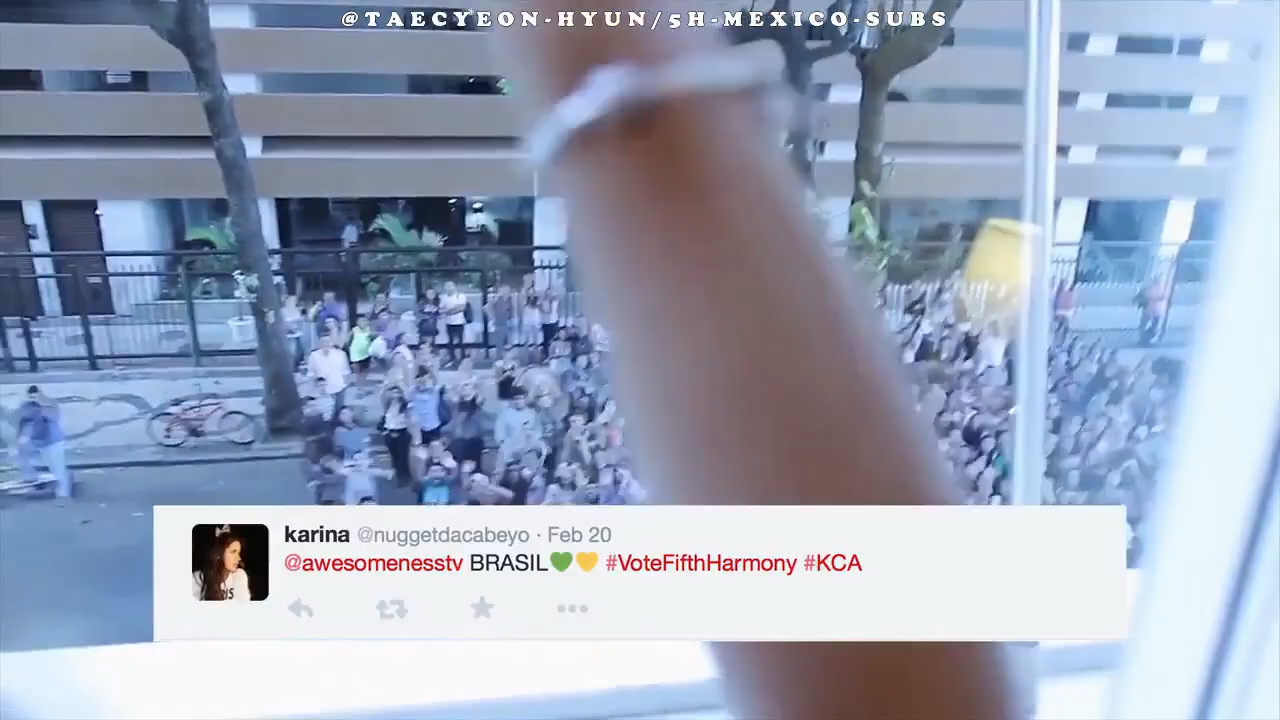 @TAECYEON-HYUN/5H-MEXICO-SUBS
karina @nuggetdacabeyo · Feb 20
@awesomenesstv BRASIL💚💛 #VoteFifthHarmony #KCA